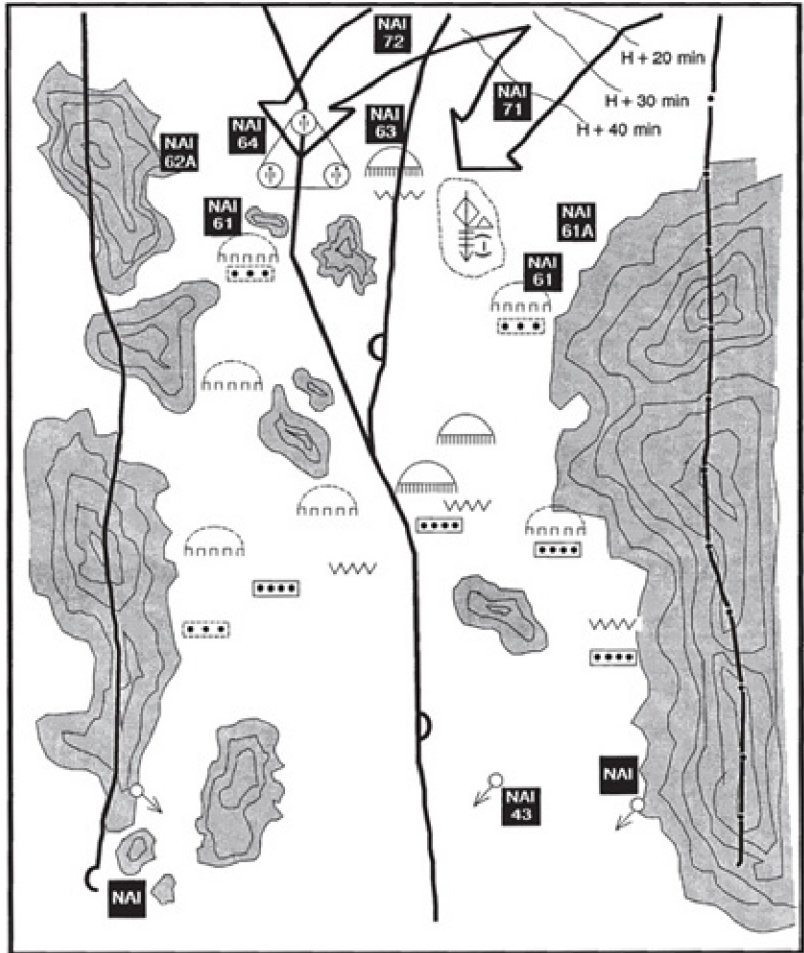 NAI
72
H + 20 min
NAI
71
H + 30 min
NAI
64
NAI
63
H + 40 min
NAI
62A
NAI
61
NAI
61A
NAI
61
NAI
NAI
43
NAI